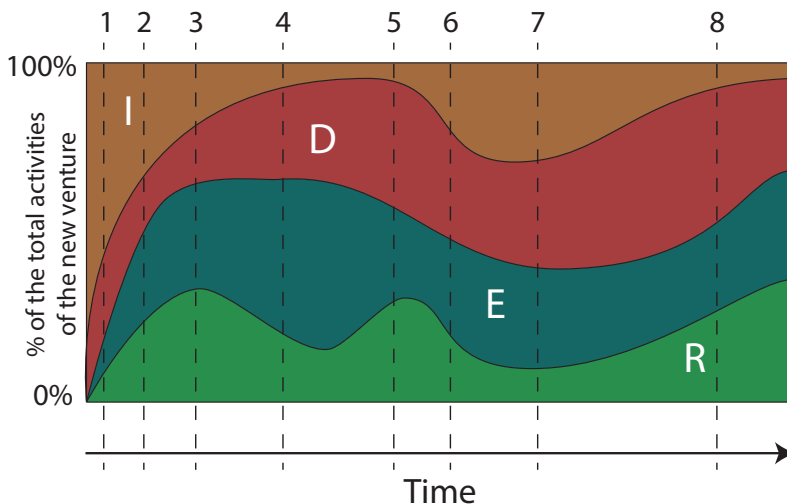 1 2 3 4 5 6 7 8
100%
I
D
% of the total activities
of the new venture
E
R
0%
Time